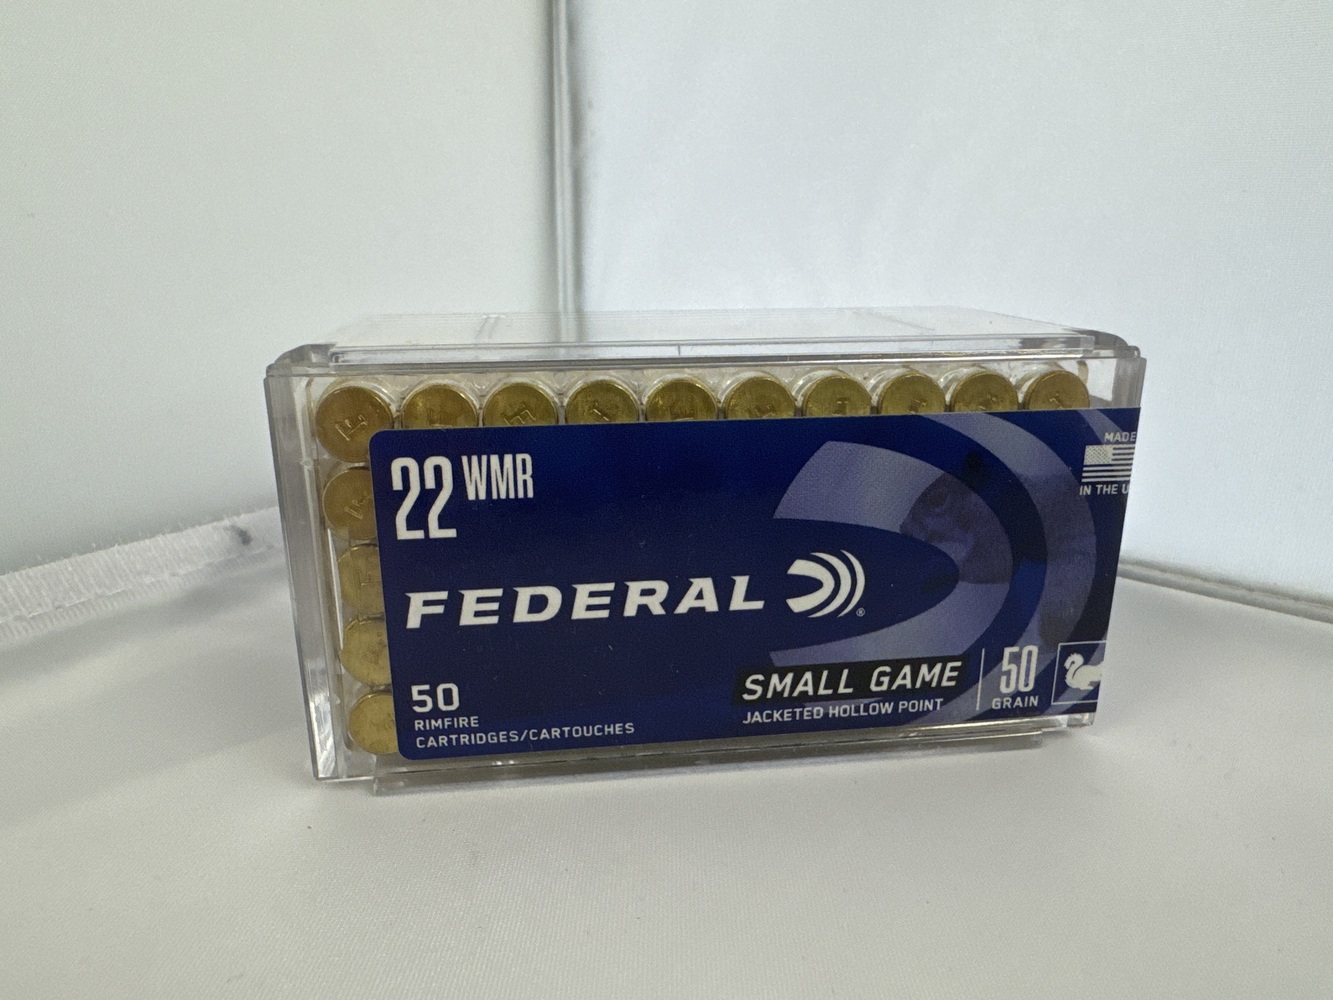 22 WMR
FEDERAL
50
RIMFIRE
CARTRIDGES/CARTOUCHES
SMALL GAME
JACKETED HOLLOW POINT
50
GRAIN
MADE
IN THE U